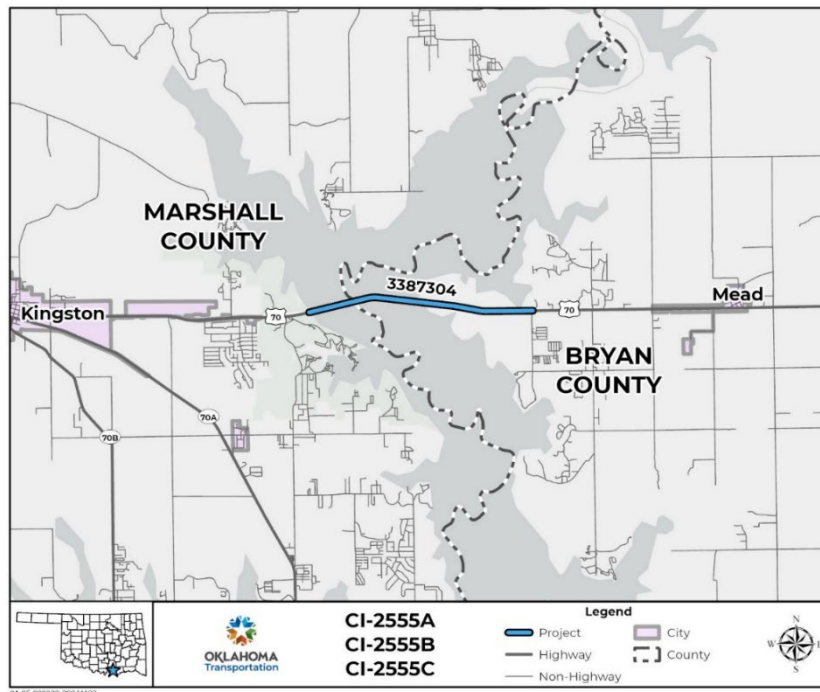 MARSHALL
COUNTY
3387304
Kingston
70
70
Mead
BRYAN
COUNTY
70A
70B
OKLAHOMA
Transportation
CI-2555A
CI-2555B
CI-2555C
Legend
Project
City
Highway
County
Non-Highway
N
W
E
S